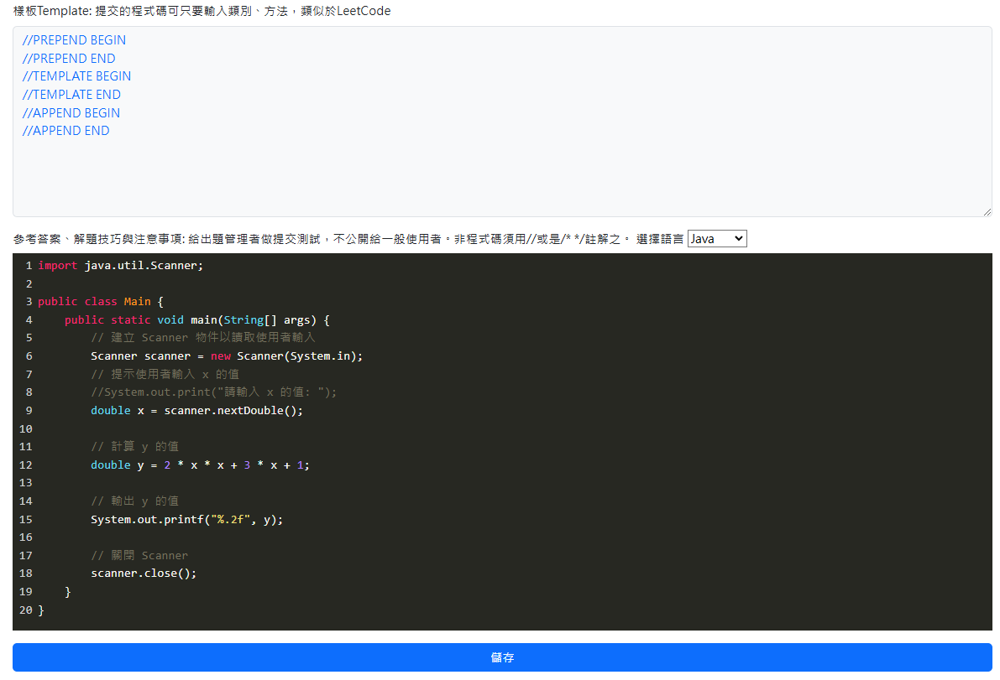 樣板Template: 提交的程式碼可只要輸入類別、方法，類似於LeetCode
//PREPEND BEGIN
//PREPEND END
//TEMPLATE BEGIN
//TEMPLATE END
//APPEND BEGIN
//APPEND END
參考答案、解題技巧與注意事項: 給出題管理者做提交測試，不公開給一般使用者。非程式碼須用//或是/* */註解之。 選擇語言 Java
1 import java.util.Scanner;
2
3 public class Main {
4     public static void main(String[] args) {
5         // 建立 Scanner 物件以讀取使用者輸入
6         Scanner scanner = new Scanner(System.in);
7         // 提示使用者輸入 x 的值
8         //System.out.print("請輸入 x 的值: ");
9         double x = scanner.nextDouble();
10
11         // 計算 y 的值
12         double y = 2 * x * x + 3 * x + 1;
13
14         // 輸出 y 的值
15         System.out.printf("%.2f", y);
16
17         // 關閉 Scanner
18         scanner.close();
19     }
20 }
儲存